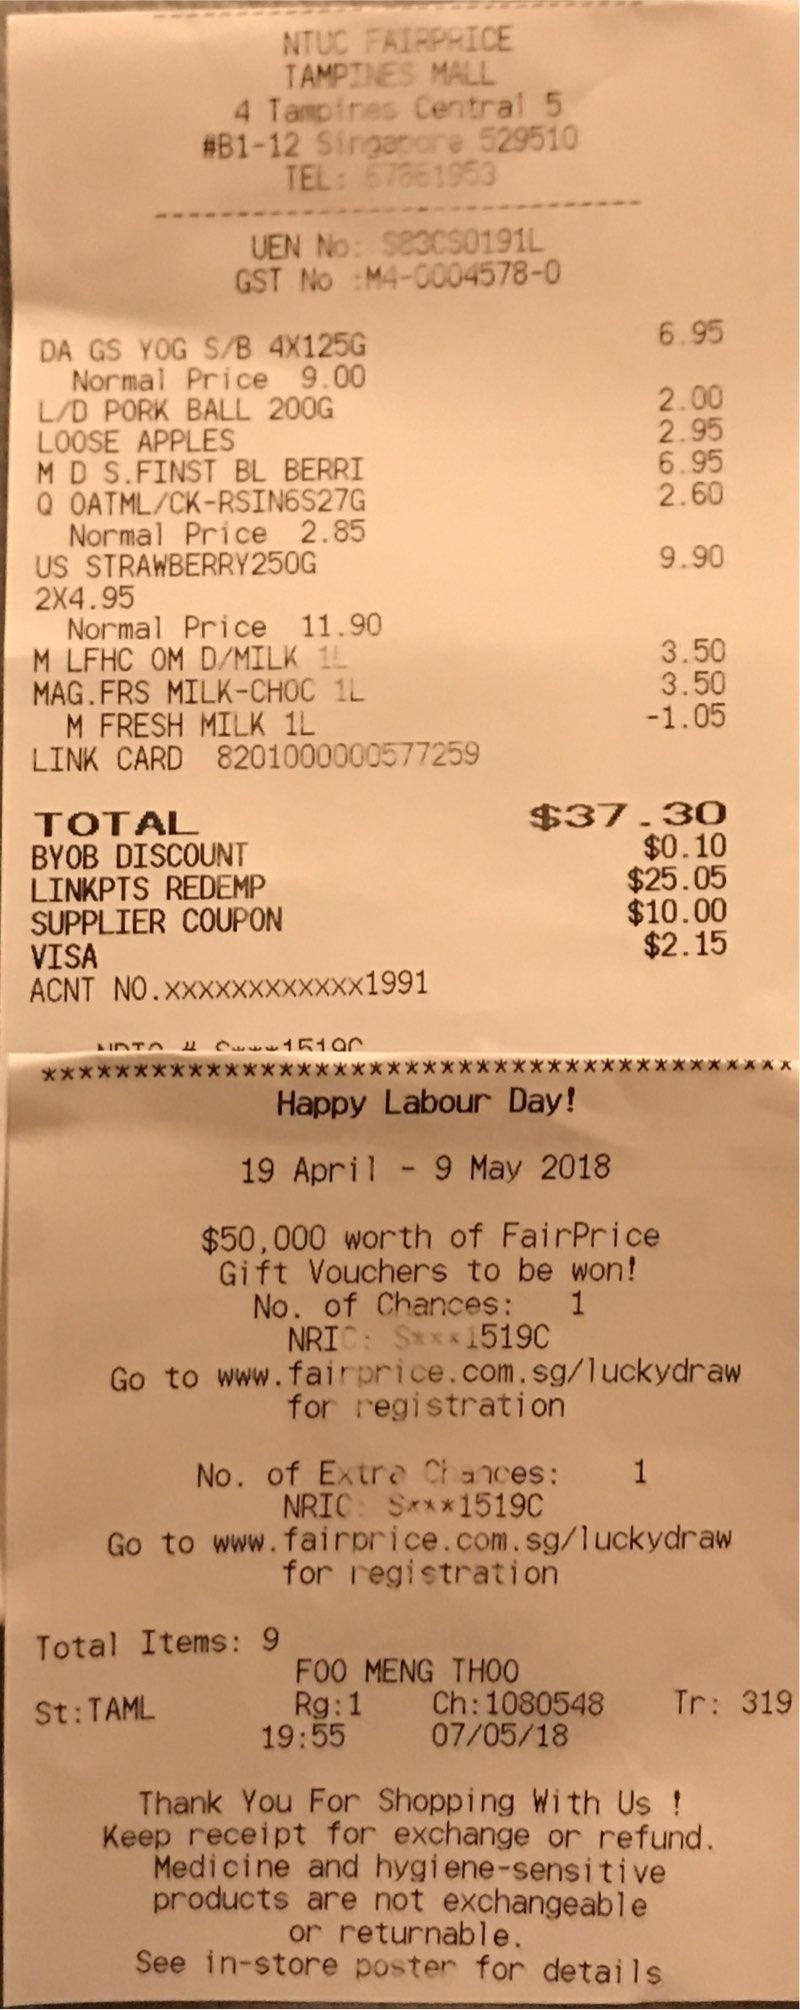 NTUC FAIRPRICE
TAMPINES MALL
4 Tampines Central 5
#B1-12 Singapore 529510
TEL: 67861953
UEN No: S83CS0191L
GST No :M4-0004578-0
DA GS YOG S/B 4X125G 6.95
Normal Price 9.00
L/D PORK BALL 200G 2.00
LOOSE APPLES 2.95
M D S.FINST BL BERRI 6.95
Q OATML/CK-RSIN6S27G 2.60
Normal Price 2.85
US STRAWBERRY250G 9.90
2X4.95
Normal Price 11.90
M LFHC OM D/MILK 1L 3.50
MAG.FRS MILK-CHOC 1L 3.50
M FRESH MILK 1L -1.05
LINK CARD 8201000000577259
TOTAL $37.30
BYOB DISCOUNT $0.10
LINKPTS REDEMP $25.05
SUPPLIER COUPON $10.00
VISA $2.15
ACNT NO.xxxxxxxxxxxx1991
****************************************
Happy Labour Day!
19 April - 9 May 2018
$50,000 worth of FairPrice
Gift Vouchers to be won!
No. of Chances: 1
NRIC: S***1519C
Go to www.fairprice.com.sg/luckydraw
for registration
No. of Extra Chances: 1
NRIC: S***1519C
Go to www.fairprice.com.sg/luckydraw
for registration
Total Items: 9
FOO MENG THOO
St:TAML Rg:1 Ch:1080548 Tr: 319
19:55 07/05/18
Thank You For Shopping With Us !
Keep receipt for exchange or refund.
Medicine and hygiene-sensitive
products are not exchangeable
or returnable.
See in-store poster for details